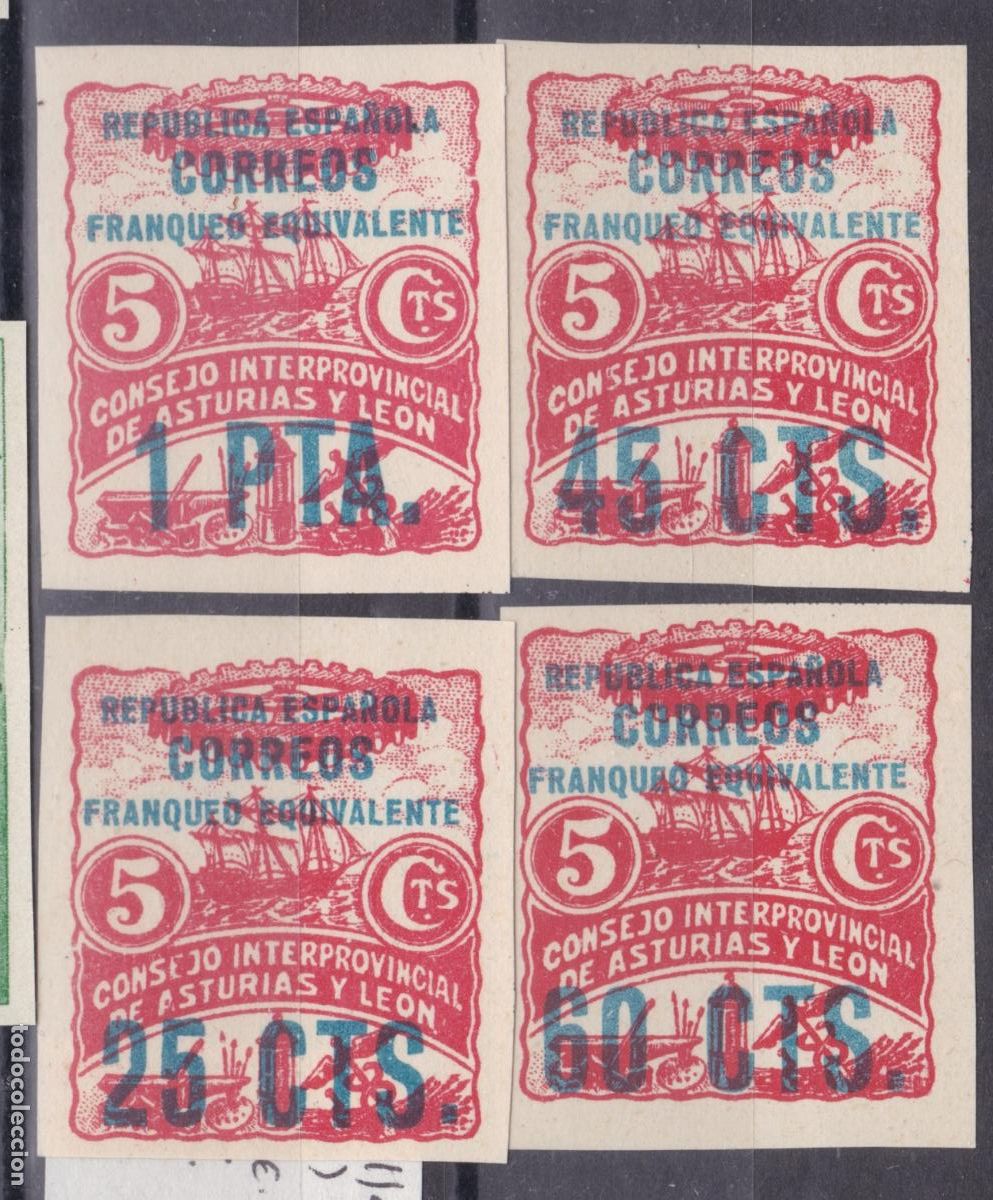 REPUBLICA ESPAÑOLA
CORREOS
FRANQUEO EQUIVALENTE
5 CTS
CONSEJO INTERPROVINCIAL
DE ASTURIAS Y LEON
1 PTA.
REPUBLICA ESPAÑOLA
CORREOS
FRANQUEO EQUIVALENTE
5 CTS
CONSEJO INTERPROVINCIAL
DE ASTURIAS Y LEON
45 CTS.
REPUBLICA ESPAÑOLA
CORREOS
FRANQUEO EQUIVALENTE
5 CTS
CONSEJO INTERPROVINCIAL
DE ASTURIAS Y LEON
25 CTS.
REPUBLICA ESPAÑOLA
CORREOS
FRANQUEO EQUIVALENTE
5 CTS
CONSEJO INTERPROVINCIAL
DE ASTURIAS Y LEON
60 CTS.
todocoleccion